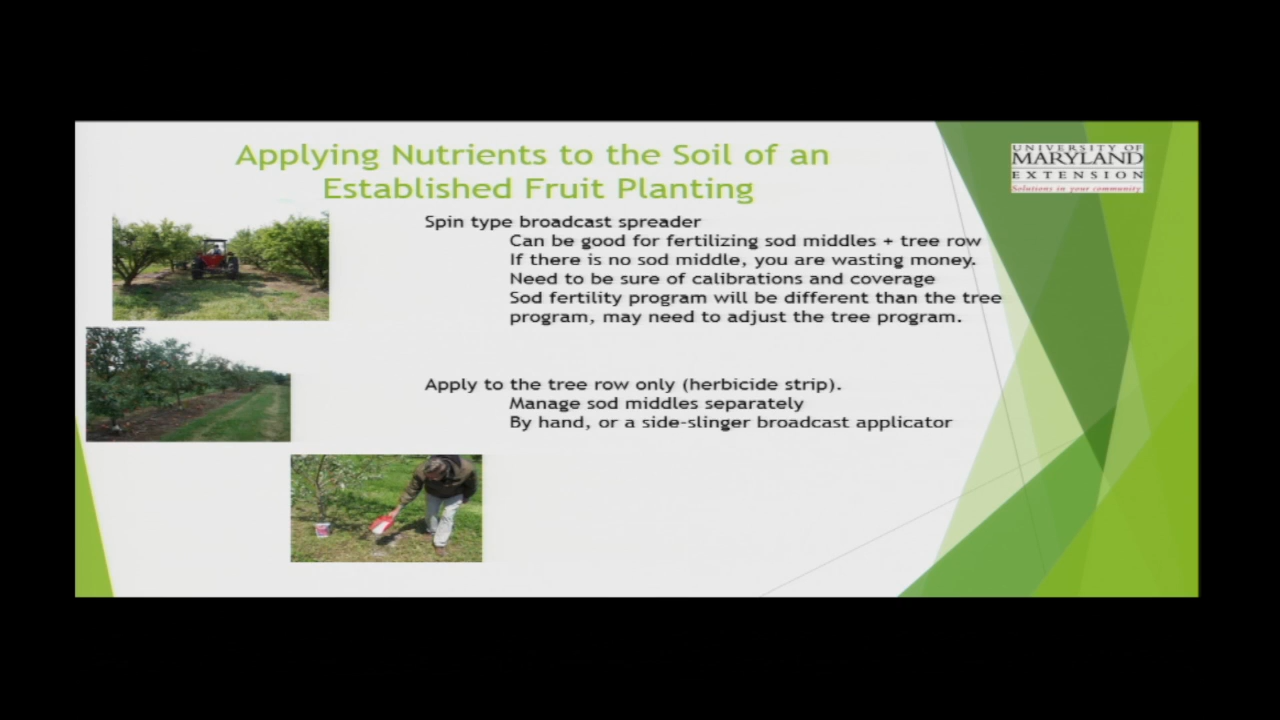 Applying Nutrients to the Soil of an
Established Fruit Planting
UNIVERSITY OF
MARYLAND
EXTENSION
Solutions in your community
Spin type broadcast spreader
Can be good for fertilizing sod middles + tree row
If there is no sod middle, you are wasting money.
Need to be sure of calibrations and coverage
Sod fertility program will be different than the tree
program, may need to adjust the tree program.
Apply to the tree row only (herbicide strip).
Manage sod middles separately
By hand, or a side-slinger broadcast applicator